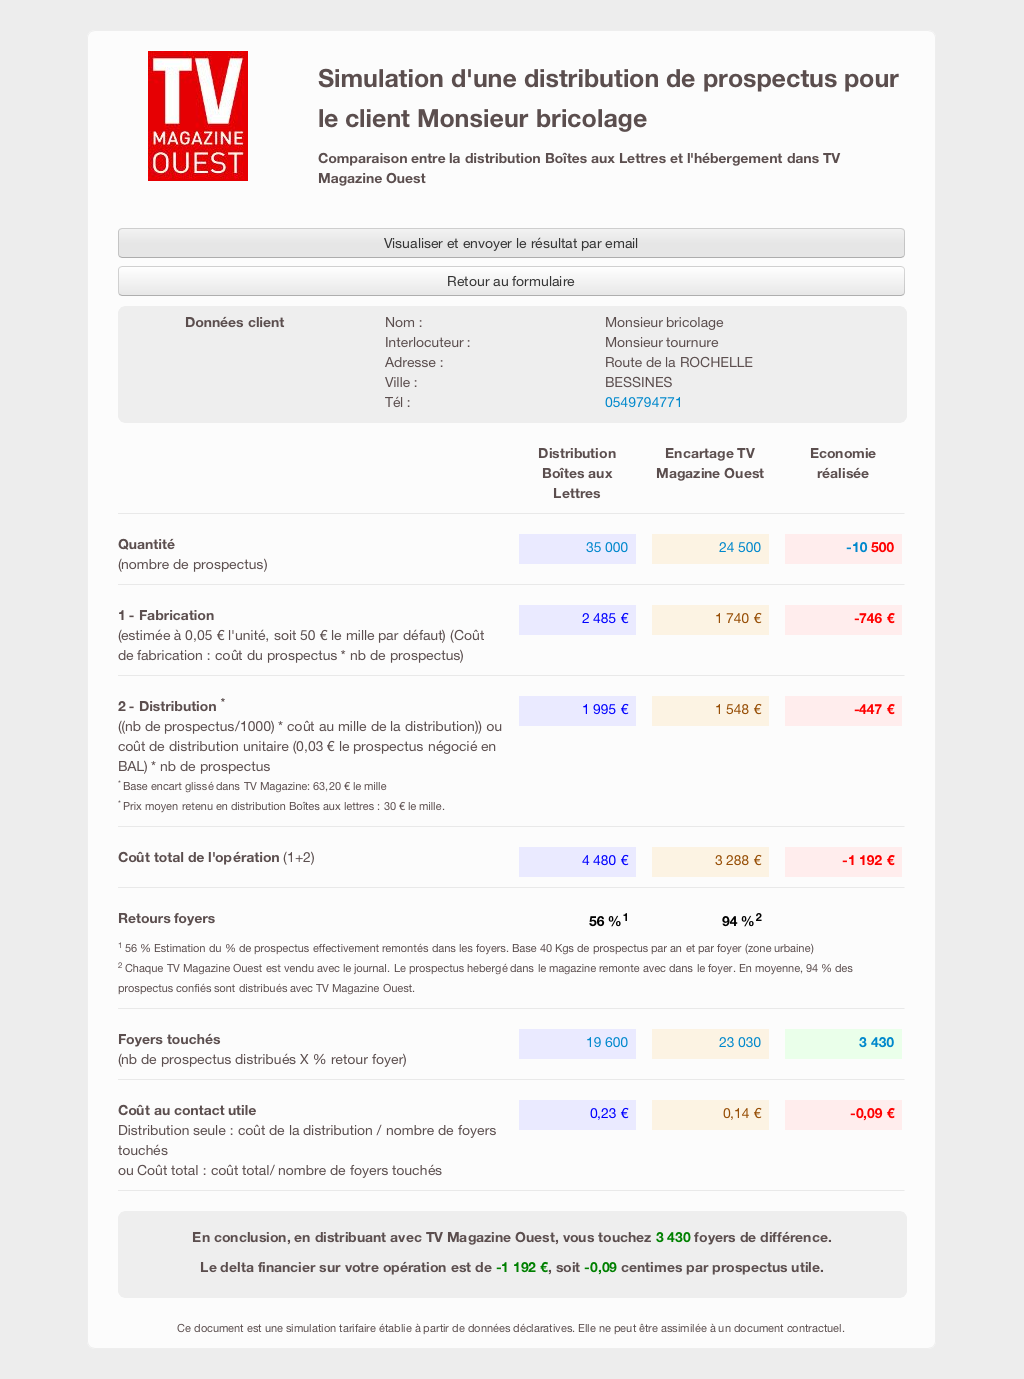 TV
MAGAZINE
OUEST
Simulation d'une distribution de prospectus pour
le client Monsieur bricolage
Comparaison entre la distribution Boîtes aux Lettres et l'hébergement dans TV
Magazine Ouest
Visualiser et envoyer le résultat par email
Retour au formulaire
Données client Nom : Monsieur bricolage
Interlocuteur : Monsieur tournure
Adresse : Route de la ROCHELLE
Ville : BESSINES
Tél : 0549794771
Distribution Encartage TV Economie
Boîtes aux Magazine Ouest réalisée
Lettres
Quantité 35 000 24 500 -10 500
(nombre de prospectus)
1 - Fabrication 2 485 € 1 740 € -746 €
(estimée à 0,05 € l'unité, soit 50 € le mille par défaut) (Coût
de fabrication : coût du prospectus * nb de prospectus)
2 - Distribution * 1 995 € 1 548 € -447 €
((nb de prospectus/1000) * coût au mille de la distribution)) ou
coût de distribution unitaire (0,03 € le prospectus négocié en
BAL) * nb de prospectus
* Base encart glissé dans TV Magazine: 63,20 € le mille
* Prix moyen retenu en distribution Boîtes aux lettres : 30 € le mille.
Coût total de l'opération (1+2) 4 480 € 3 288 € -1 192 €
Retours foyers 56 %1 94 %2
1 56 % Estimation du % de prospectus effectivement remontés dans les foyers. Base 40 Kgs de prospectus par an et par foyer (zone urbaine)
2 Chaque TV Magazine Ouest est vendu avec le journal. Le prospectus hebergé dans le magazine remonte avec dans le foyer. En moyenne, 94 % des
prospectus confiés sont distribués avec TV Magazine Ouest.
Foyers touchés 19 600 23 030 3 430
(nb de prospectus distribués X % retour foyer)
Coût au contact utile 0,23 € 0,14 € -0,09 €
Distribution seule : coût de la distribution / nombre de foyers
touchés
ou Coût total : coût total/ nombre de foyers touchés
En conclusion, en distribuant avec TV Magazine Ouest, vous touchez 3 430 foyers de différence.
Le delta financier sur votre opération est de -1 192 €, soit -0,09 centimes par prospectus utile.
Ce document est une simulation tarifaire établie à partir de données déclaratives. Elle ne peut être assimilée à un document contractuel.